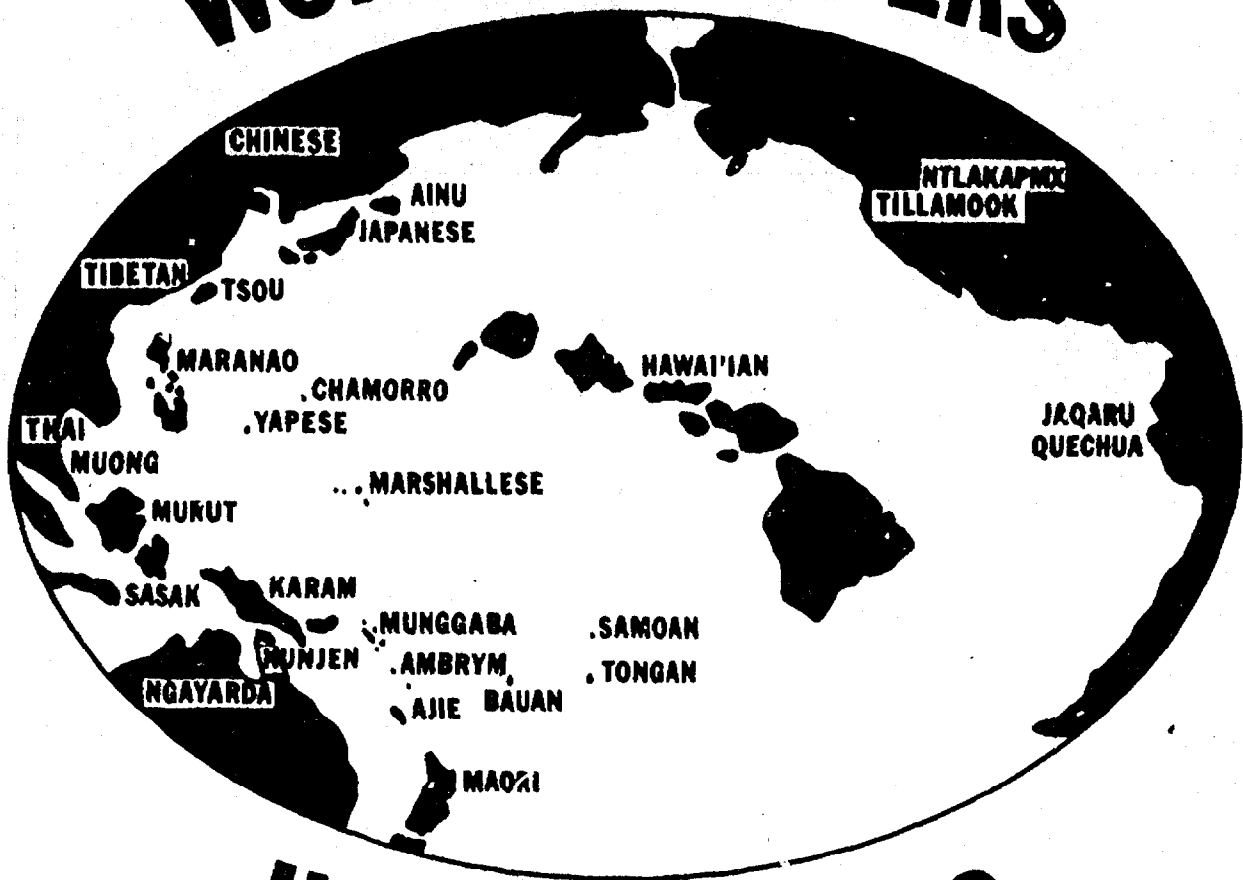 CHINESE
NTLAKAPMX
TILLAMOOK
AINU
JAPANESE
TIBETAN
TSOU
MARANAO
HAWAI'IAN
CHAMORRO
YAPESE
JAQARU
QUECHUA
THAI
MUONG
MARSHALLESE
MURUT
SASAK
KARAM
MUNGGABA
SAMOAN
MUNJEN
AMBRYM
TONGAN
NGAYARDA
AJIE
BAUAN
MAORI